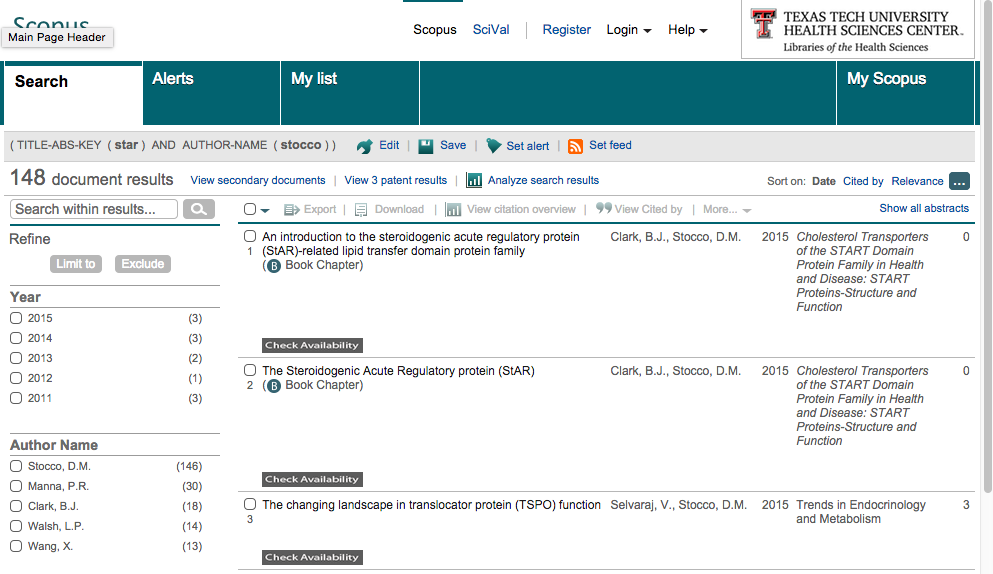 Scopus
Main Page Header
Scopus SciVal Register Login Help
TEXAS TECH UNIVERSITY
HEALTH SCIENCES CENTER™
Libraries of the Health Sciences
Search Alerts My list My Scopus
( TITLE-ABS-KEY ( star ) AND AUTHOR-NAME ( stocco ) ) Edit | Save | Set alert | Set feed
148 document results View secondary documents | View 3 patent results | Analyze search results Sort on: Date Cited by Relevance ...
Search within results... Export | Download | View citation overview | View Cited by | More... Show all abstracts
Refine
Limit to Exclude
Year
2015 (3)
2014 (3)
2013 (2)
2012 (1)
2011 (3)
Author Name
Stocco, D.M. (146)
Manna, P.R. (30)
Clark, B.J. (18)
Walsh, L.P. (14)
Wang, X. (13)
1 An introduction to the steroidogenic acute regulatory protein
(StAR)-related lipid transfer domain protein family
(B Book Chapter)
Clark, B.J., Stocco, D.M. 2015 Cholesterol Transporters
of the START Domain
Protein Family in Health
and Disease: START
Proteins-Structure and
Function
0
Check Availability
2 The Steroidogenic Acute Regulatory protein (StAR)
(B Book Chapter)
Clark, B.J., Stocco, D.M. 2015 Cholesterol Transporters
of the START Domain
Protein Family in Health
and Disease: START
Proteins-Structure and
Function
0
Check Availability
3 The changing landscape in translocator protein (TSPO) function
Selvaraj, V., Stocco, D.M. 2015 Trends in Endocrinology
and Metabolism
3
Check Availability